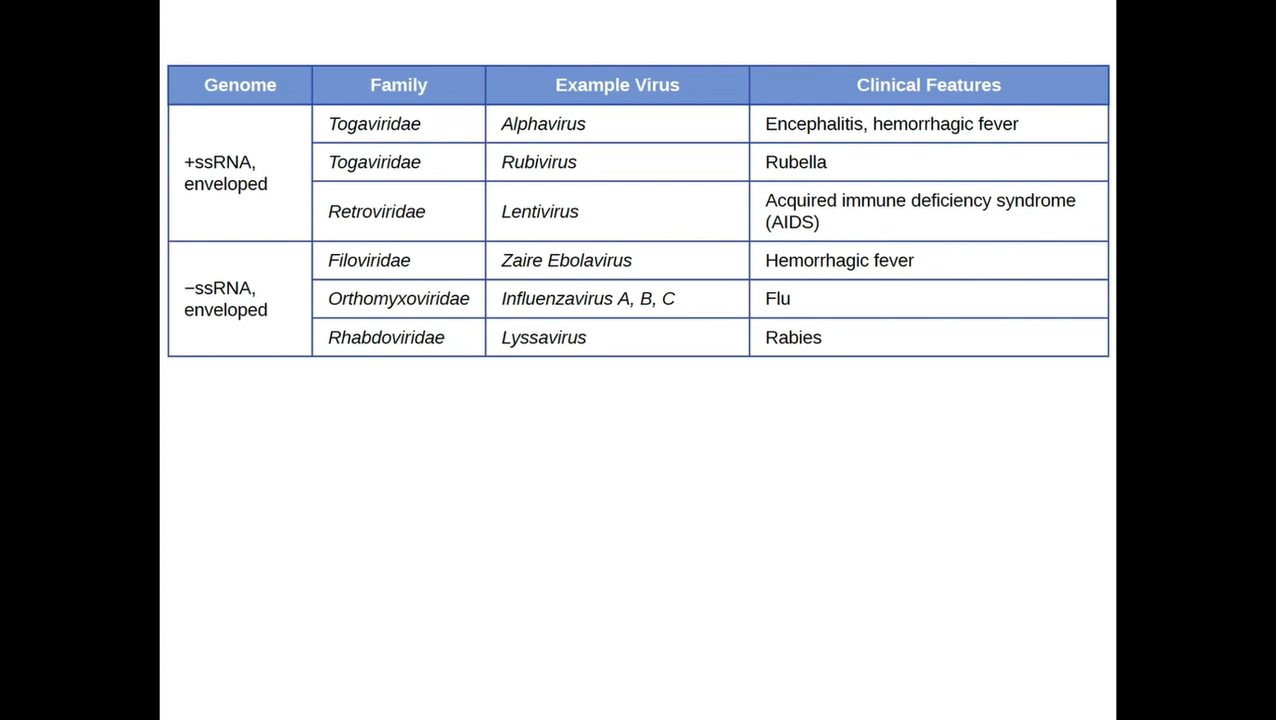 Genome Family Example Virus Clinical Features
+ssRNA, enveloped
Togaviridae Alphavirus Encephalitis, hemorrhagic fever
Togaviridae Rubivirus Rubella
Retroviridae Lentivirus Acquired immune deficiency syndrome
(AIDS)
−ssRNA, enveloped
Filoviridae Zaire Ebolavirus Hemorrhagic fever
Orthomyxoviridae Influenzavirus A, B, C Flu
Rhabdoviridae Lyssavirus Rabies